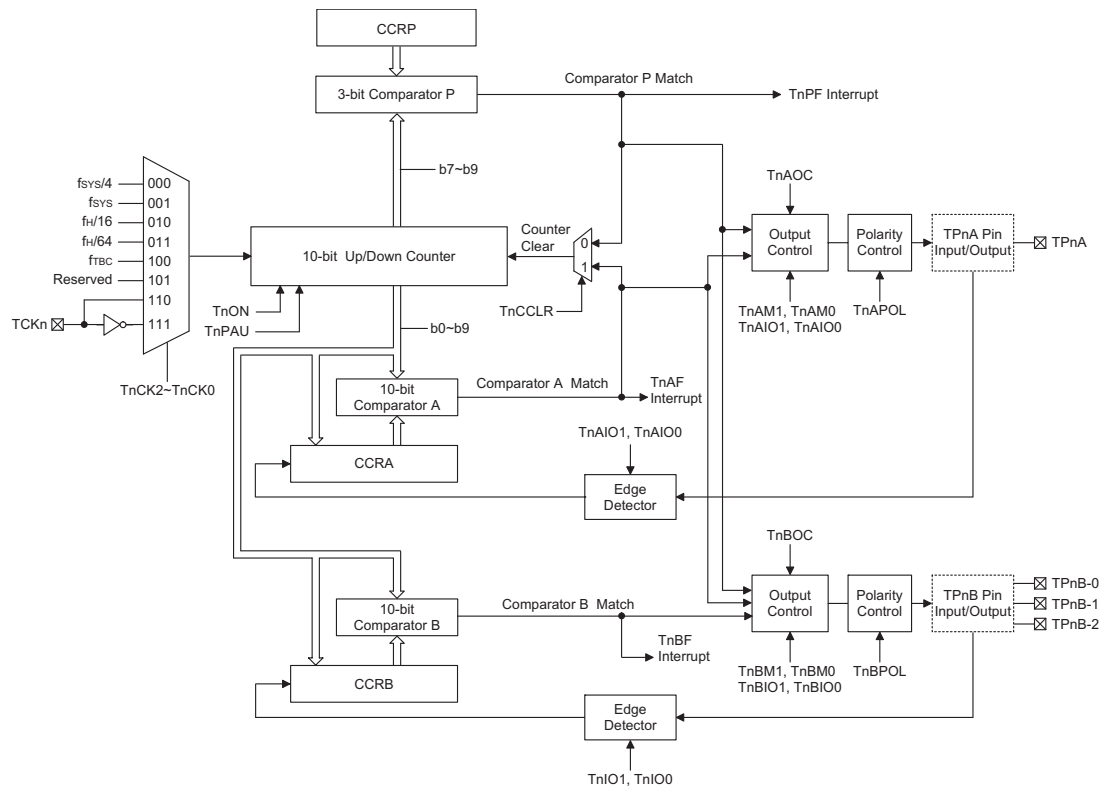 CCRP
3-bit Comparator P
Comparator P Match
TnPF Interrupt
b7~b9
fSYS/4
000
fSYS
001
fH/16
010
fH/64
011
fTBC
100
Reserved
101
110
111
TCKn
TnCK2~TnCK0
10-bit Up/Down Counter
TnON
TnPAU
Counter
Clear
0
1
TnCCLR
b0~b9
TnAOC
Output
Control
TnAM1, TnAM0
TnAIO1, TnAIO0
Polarity
Control
TnAPOL
TPnA Pin
Input/Output
TPnA
10-bit
Comparator A
Comparator A Match
TnAF
Interrupt
CCRA
TnAIO1, TnAIO0
Edge
Detector
TnBOC
Output
Control
TnBM1, TnBM0
TnBIO1, TnBIO0
Polarity
Control
TnBPOL
TPnB Pin
Input/Output
TPnB-0
TPnB-1
TPnB-2
10-bit
Comparator B
Comparator B Match
TnBF
Interrupt
CCRB
Edge
Detector
TnIO1, TnIO0